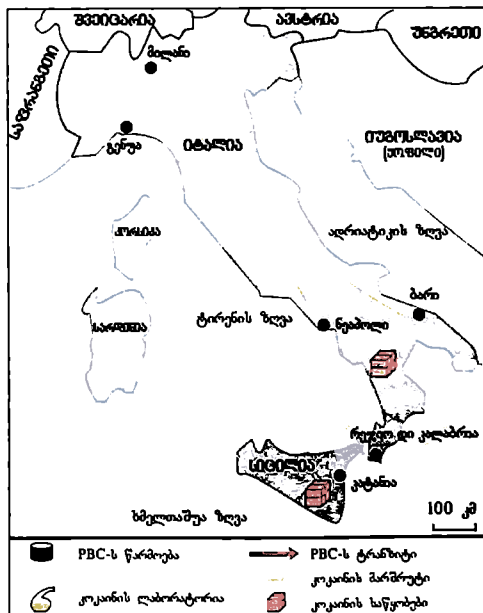 შვეიცარია
ავსტრია
უნგრეთი
საფრანგეთი
მილანი
გენუა
იტალია
იუგოსლავია
(ყოფილი)
კორსიკა
ადრიატიკის ზღვა
ბარი
სარდინია
ტირენის ზღვა
ნეაპოლი
რეჯო დი კალაბრია
სიცილია
კატანია
ხმელთაშუა ზღვა
100 კმ
PBC-ს წარმოება
PBC-ს ტრანზიტი
კოკაინის მარშრუტი
კოკაინის ლაბორატორია
კოკაინის საწყობები